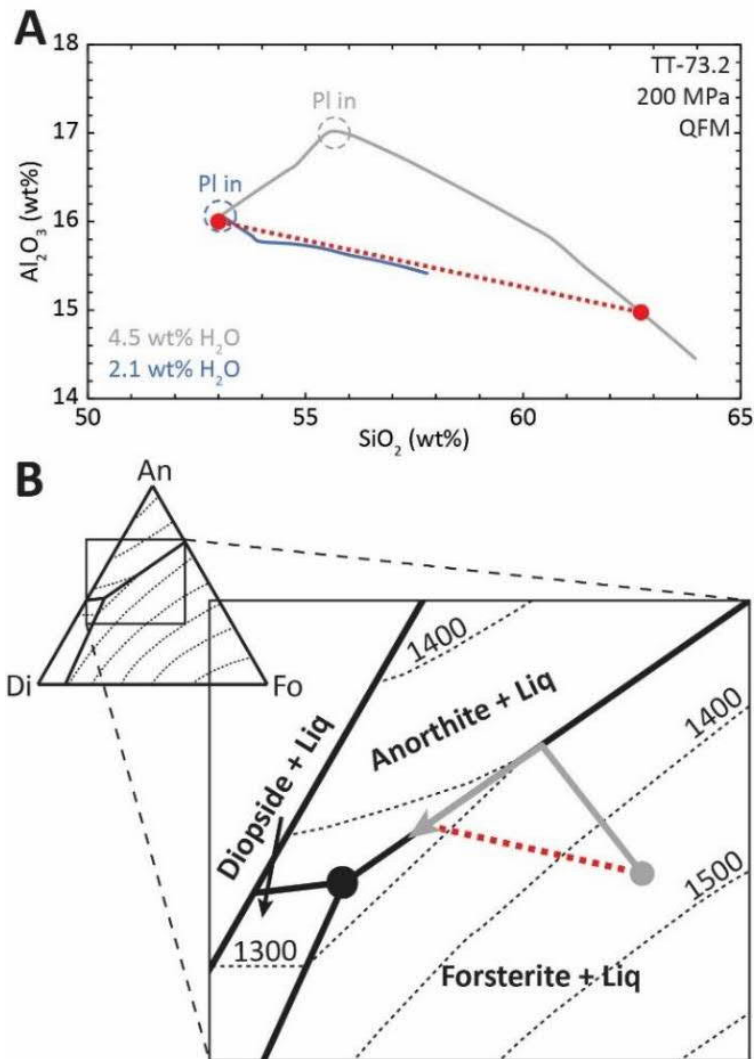 A
18
17
16
15
14
Al₂O₃ (wt%)
Pl in
Pl in
TT-73.2
200 MPa
QFM
4.5 wt% H₂O
2.1 wt% H₂O
50
55
60
65
SiO₂ (wt%)
B
An
Di
Fo
1400
Anorthite + Liq
1400
Diopside + Liq
1500
1300
Forsterite + Liq